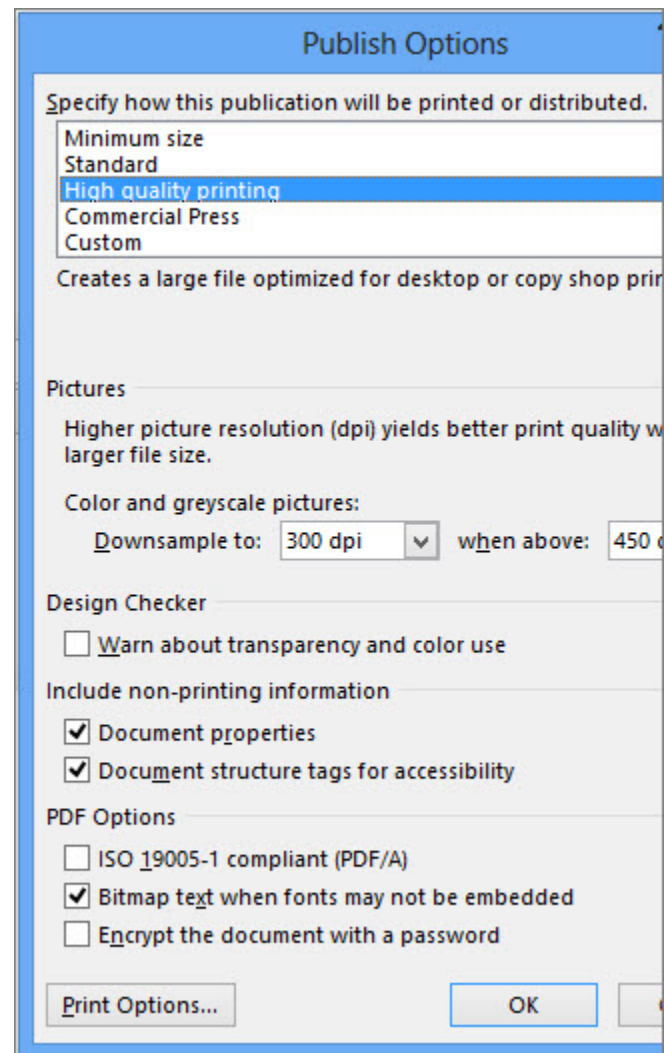 Publish Options
Specify how this publication will be printed or distributed.
Minimum size
Standard
High quality printing
Commercial Press
Custom
Creates a large file optimized for desktop or copy shop
Pictures
Higher picture resolution (dpi) yields better print quality
larger file size.
Color and greyscale pictures:
Downsample to: 300 dpi when above: 450
Design Checker
Warn about transparency and color use
Include non-printing information
Document properties
Document structure tags for accessibility
PDF Options
ISO 19005-1 compliant (PDF/A)
Bitmap text when fonts may not be embedded
Encrypt the document with a password
Print Options... OK